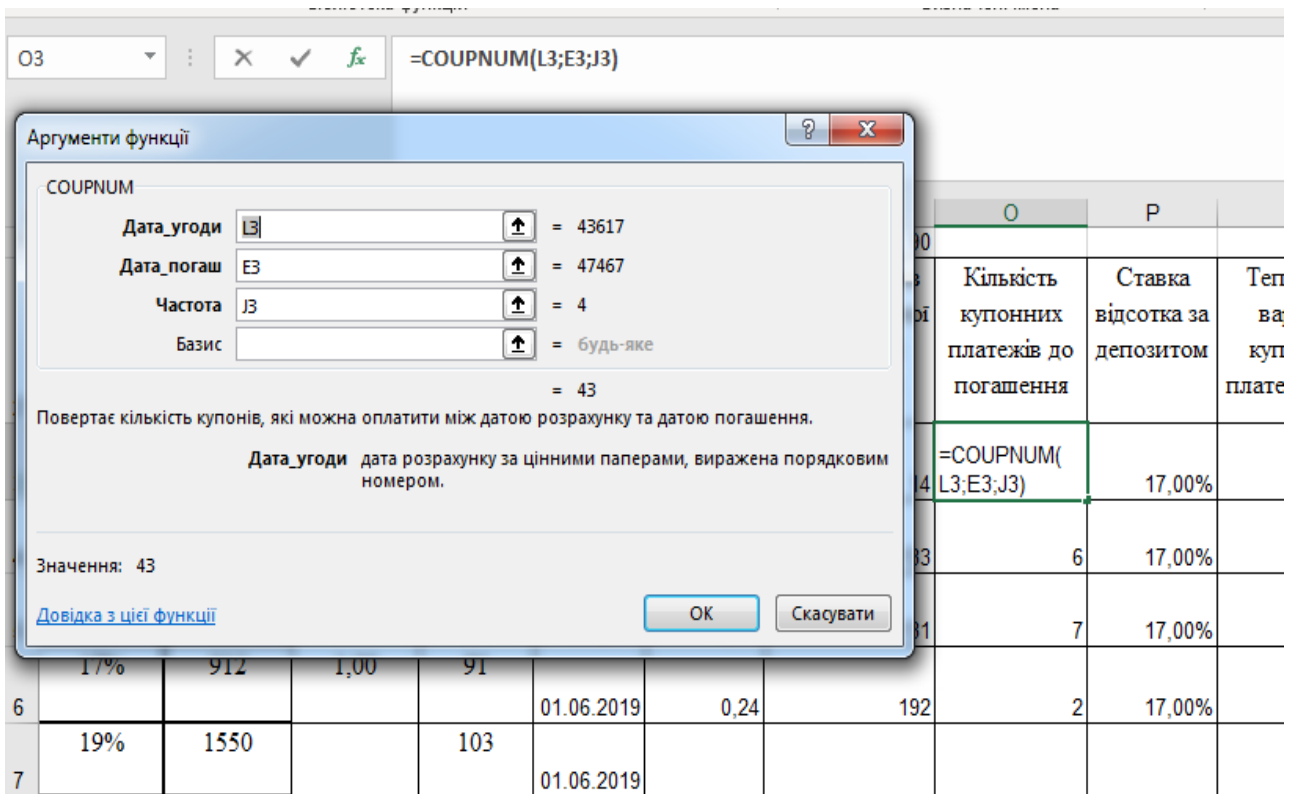 O3
fx
=COUPNUM(L3;E3;J3)
Аргументи функції
?
X
COUPNUM
Дата_угоди L3 = 43617
Дата_погаш E3 = 47467
Частота J3 = 4
Базис = будь-яке
= 43
Повертає кількість купонів, які можна оплатити між датою розрахунку та датою погашення.
Дата_угоди дата розрахунку за цінними паперами, виражена порядковим
номером.
Значення: 43
Довідка з цієї функції
OK
Скасувати
O P
90
Кількість
купонних
платежів до
погашення
Ставка
відсотка за
депозитом
=COUPNUM(
L3;E3;J3)
17,00%
33 6 17,00%
31 7 17,00%
17% 912 1,00 91
6 01.06.2019 0,24 192 2 17,00%
19% 1550 103
7 01.06.2019